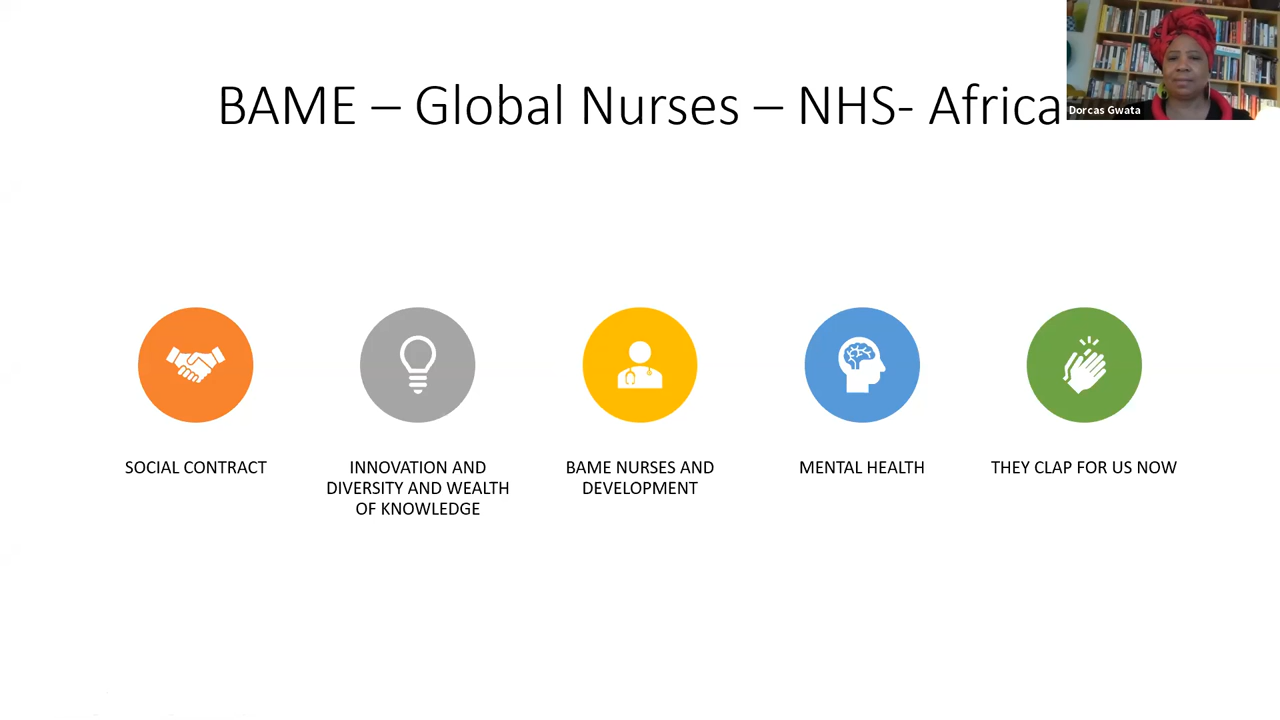 BAME – Global Nurses – NHS- Africa
Dorcas Gwata
SOCIAL CONTRACT
INNOVATION AND
DIVERSITY AND WEALTH
OF KNOWLEDGE
BAME NURSES AND
DEVELOPMENT
MENTAL HEALTH
THEY CLAP FOR US NOW